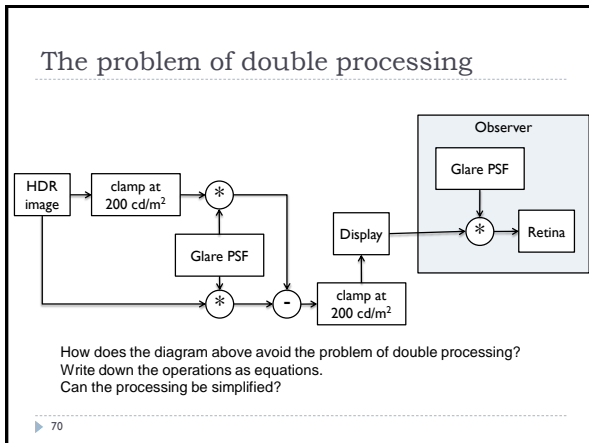 The problem of double processing
Observer
Glare PSF
HDR
image
clamp at
200 cd/m²
*
Display
*
Retina
Glare PSF
*
-
clamp at
200 cd/m²
How does the diagram above avoid the problem of double processing?
Write down the operations as equations.
Can the processing be simplified?
70